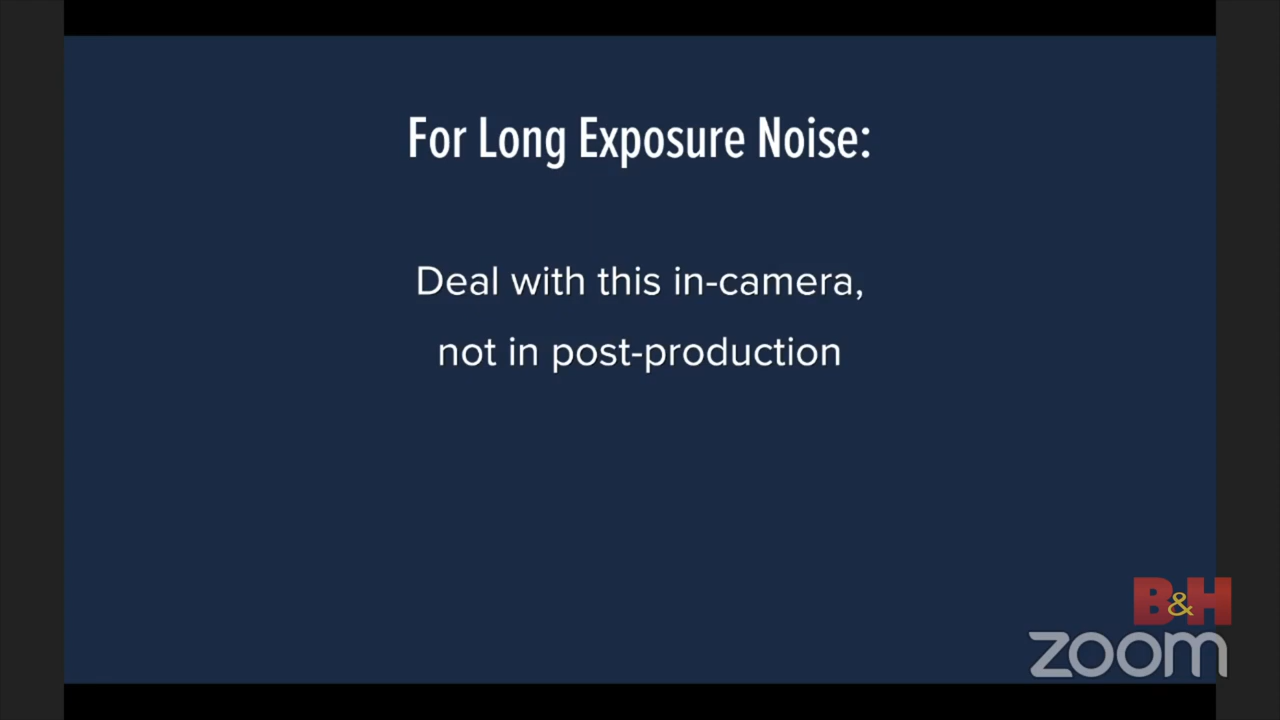 For Long Exposure Noise:
Deal with this in-camera,
not in post-production
B&H
zoom